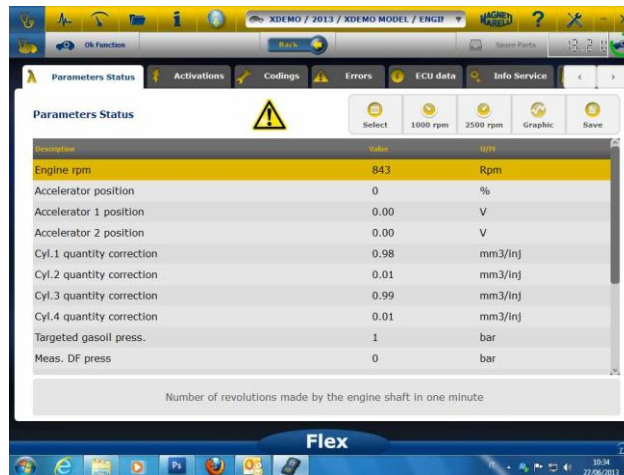 XDEMO / 2013 / XDEMO MODEL / ENGIF
MAGNETI MARELLI
Ok Function
Back
Spare Parts
Parameters Status
Activations
Codings
Errors
ECU data
Info Service
Parameters Status
Select
1000 rpm
2500 rpm
Graphic
Save
Description Value U/M
Engine rpm 843 Rpm
Accelerator position 0 %
Accelerator 1 position 0.00 V
Accelerator 2 position 0.00 V
Cyl.1 quantity correction 0.98 mm3/inj
Cyl.2 quantity correction 0.01 mm3/inj
Cyl.3 quantity correction 0.99 mm3/inj
Cyl.4 quantity correction 0.01 mm3/inj
Targeted gasoil press. 1 bar
Meas. DF press 0 bar
Number of revolutions made by the engine shaft in one minute
Flex
Ps
IT
10:34
27/06/2013